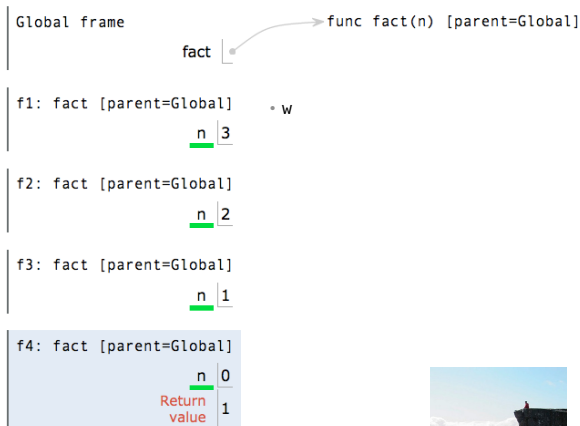 Global frame
fact
func fact(n) [parent=Global]
f1: fact [parent=Global]
n 3
• w
f2: fact [parent=Global]
n 2
f3: fact [parent=Global]
n 1
f4: fact [parent=Global]
n 0
Return
value 1